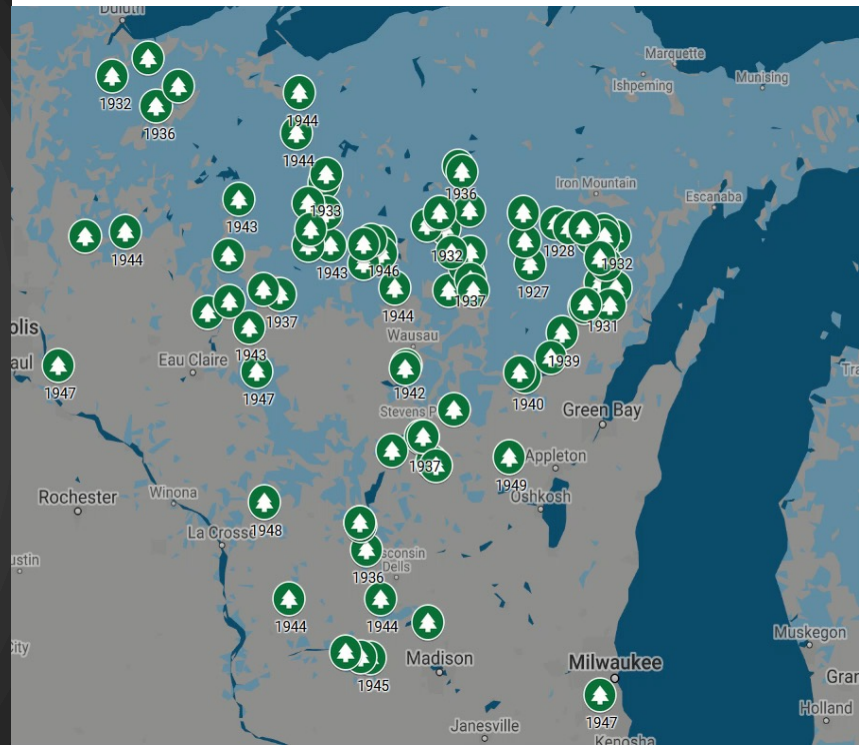 Duluth
Marquette
Ishpeming
Munising
1932
1936
1944
1944
1936
Iron Mountain
Escanaba
1943
1933
1944
1928
1943
1946
1932
1932
1927
1937
1937
1944
1931
olis
1943
Wausau
aul
Eau Claire
1939
1947
1947
1942
1940
Stevens P
Green Bay
1937
1949
Appleton
Rochester
Winona
Oshkosh
1948
La Crosse
ustin
sconsin
Dells
1936
1944
1944
City
Muskegon
Madison
Milwaukee
1945
Gran
1947
Holland
Janesville
Kenosha